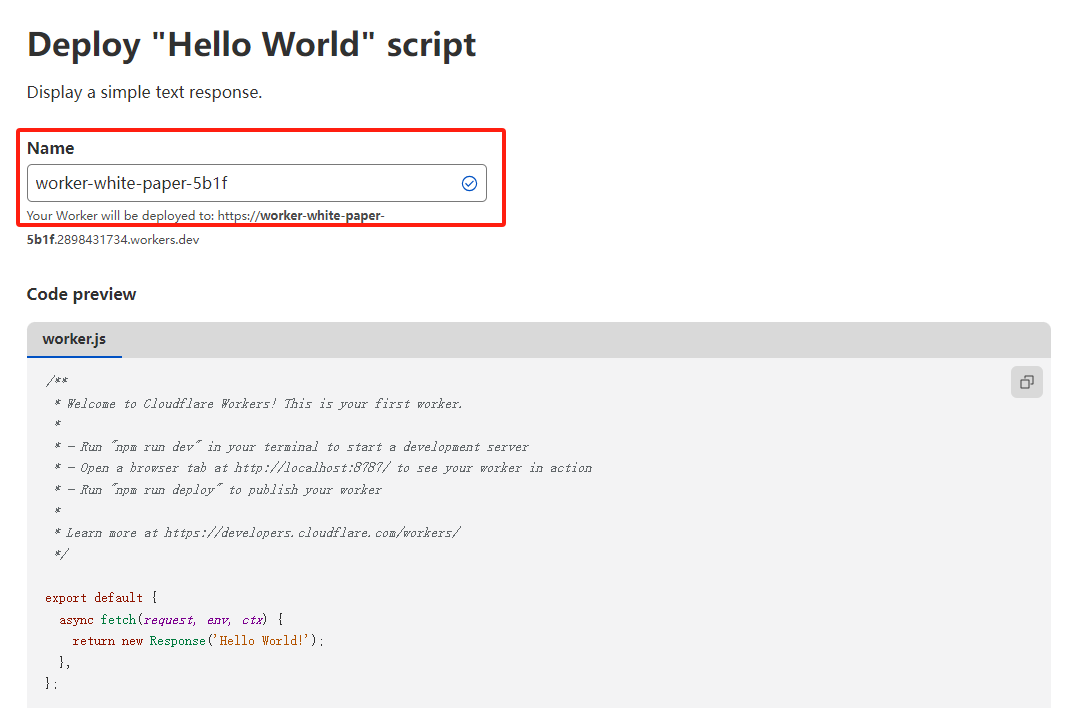 Deploy "Hello World" script
Display a simple text response.
Name
worker-white-paper-5b1f
Your Worker will be deployed to: https://worker-white-paper-
5b1f.2898431734.workers.dev
Code preview
worker.js
/**
 * Welcome to Cloudflare Workers! This is your first worker.
 *
 * - Run "npm run dev" in your terminal to start a development server
 * - Open a browser tab at http://localhost:8787/ to see your worker in action
 * - Run "npm run deploy" to publish your worker
 *
 * Learn more at https://developers.cloudflare.com/workers/
 */
export default {
  async fetch(request, env, ctx) {
    return new Response('Hello World!');
  },
};